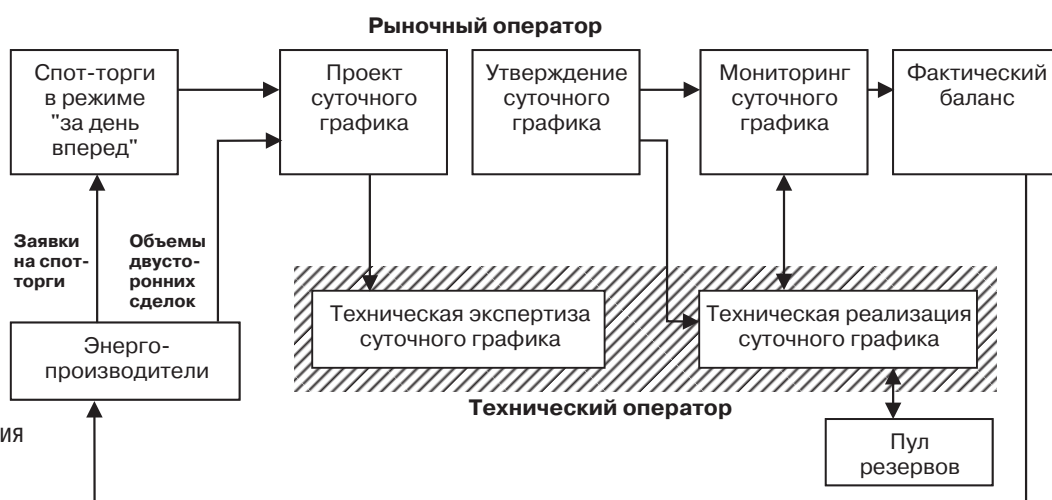 Рыночный оператор
Спот-торги
в режиме
"за день
вперед"
Проект
суточного
графика
Утверждение
суточного
графика
Мониторинг
суточного
графика
Фактический
баланс
Заявки
на спот-
торги
Объемы
двусто-
ронних
сделок
Техническая экспертиза
суточного графика
Техническая реализация
суточного графика
Энерго-
производители
Технический оператор
ия
Пул
резервов